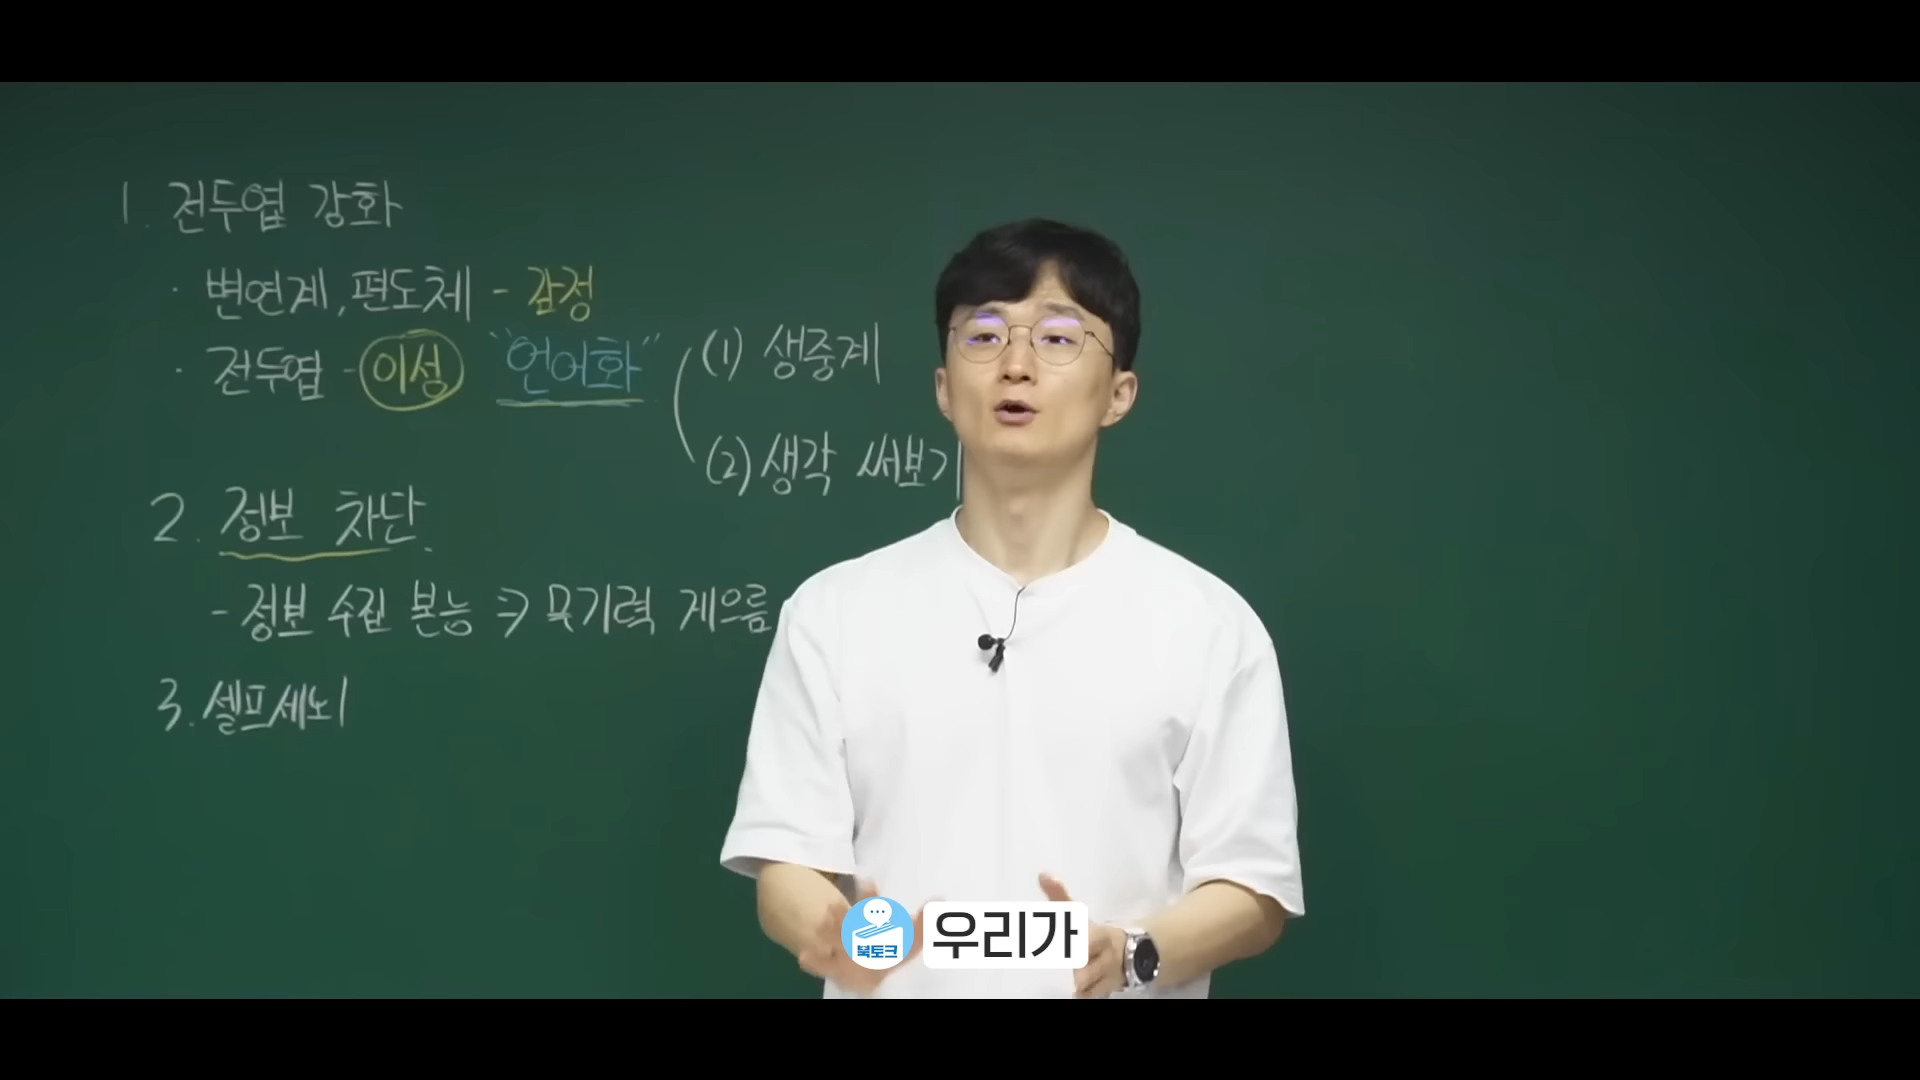 1. 전두엽 강화
· 변연계, 편도체 - 감정
· 전두엽 - 이성 "언어화"
(1) 생중계
(2) 생각 써보기
2. 정보 차단.
- 정보 수집 본능 ⇒ 무기력 게으름
3. 셀프세뇌
북토크
우리가